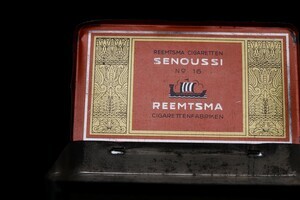 REEMTSMA CIGARETTEN
SENOUSSI
No 16
REEMTSMA
CIGARETTENFABRIKEN